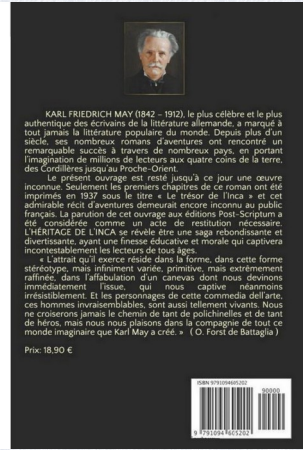 KARL FRIEDRICH MAY (1842 – 1912), le plus célèbre et le plus
authentique des écrivains de la littérature allemande, a marqué à
tout jamais la littérature populaire du monde. Depuis plus d'un
siècle, ses nombreux romans d'aventures ont rencontré un
remarquable succès à travers de nombreux pays, en portant
l'imagination de millions de lecteurs aux quatre coins de la terre,
des Cordillères jusqu'au Proche-Orient.
Le présent ouvrage est resté jusqu'à ce jour une œuvre
inconnue. Seulement les premiers chapitres de ce roman ont été
imprimés en 1937 sous le titre « Le trésor de l'Inca » et cet
admirable récit d'aventures demeurait encore inconnu au public
français. La parution de cet ouvrage aux éditions Post-Scriptum a
été considérée comme un acte de restitution nécessaire.
L'HÉRITAGE DE L'INCA se révèle être une saga rebondissante et
divertissante, ayant une finesse éducative et morale qui captivera
incontestablement les lecteurs de tous âges.
« L'attrait qu'il exerce réside dans la forme, dans cette forme
stéréotype, mais infiniment variée, primitive, mais extrêmement
raffinée, dans l'affabulation d'un canevas dont nous devinons
immédiatement l'issue, qui nous captive néanmoins
irrésistiblement. Et les personnages de cette commedia dell'arte,
ces hommes invraisemblables, sont aussi tellement vivants. Nous
ne croiserons jamais le chemin de tant de polichinelles et de tant
de héros, mais nous nous plaisons dans la compagnie de tout ce
monde imaginaire que Karl May a créé. » ( O. Forst de Battaglia )
Prix: 18,90 €
ISBN 9791094605202
90000
9 791094 605202